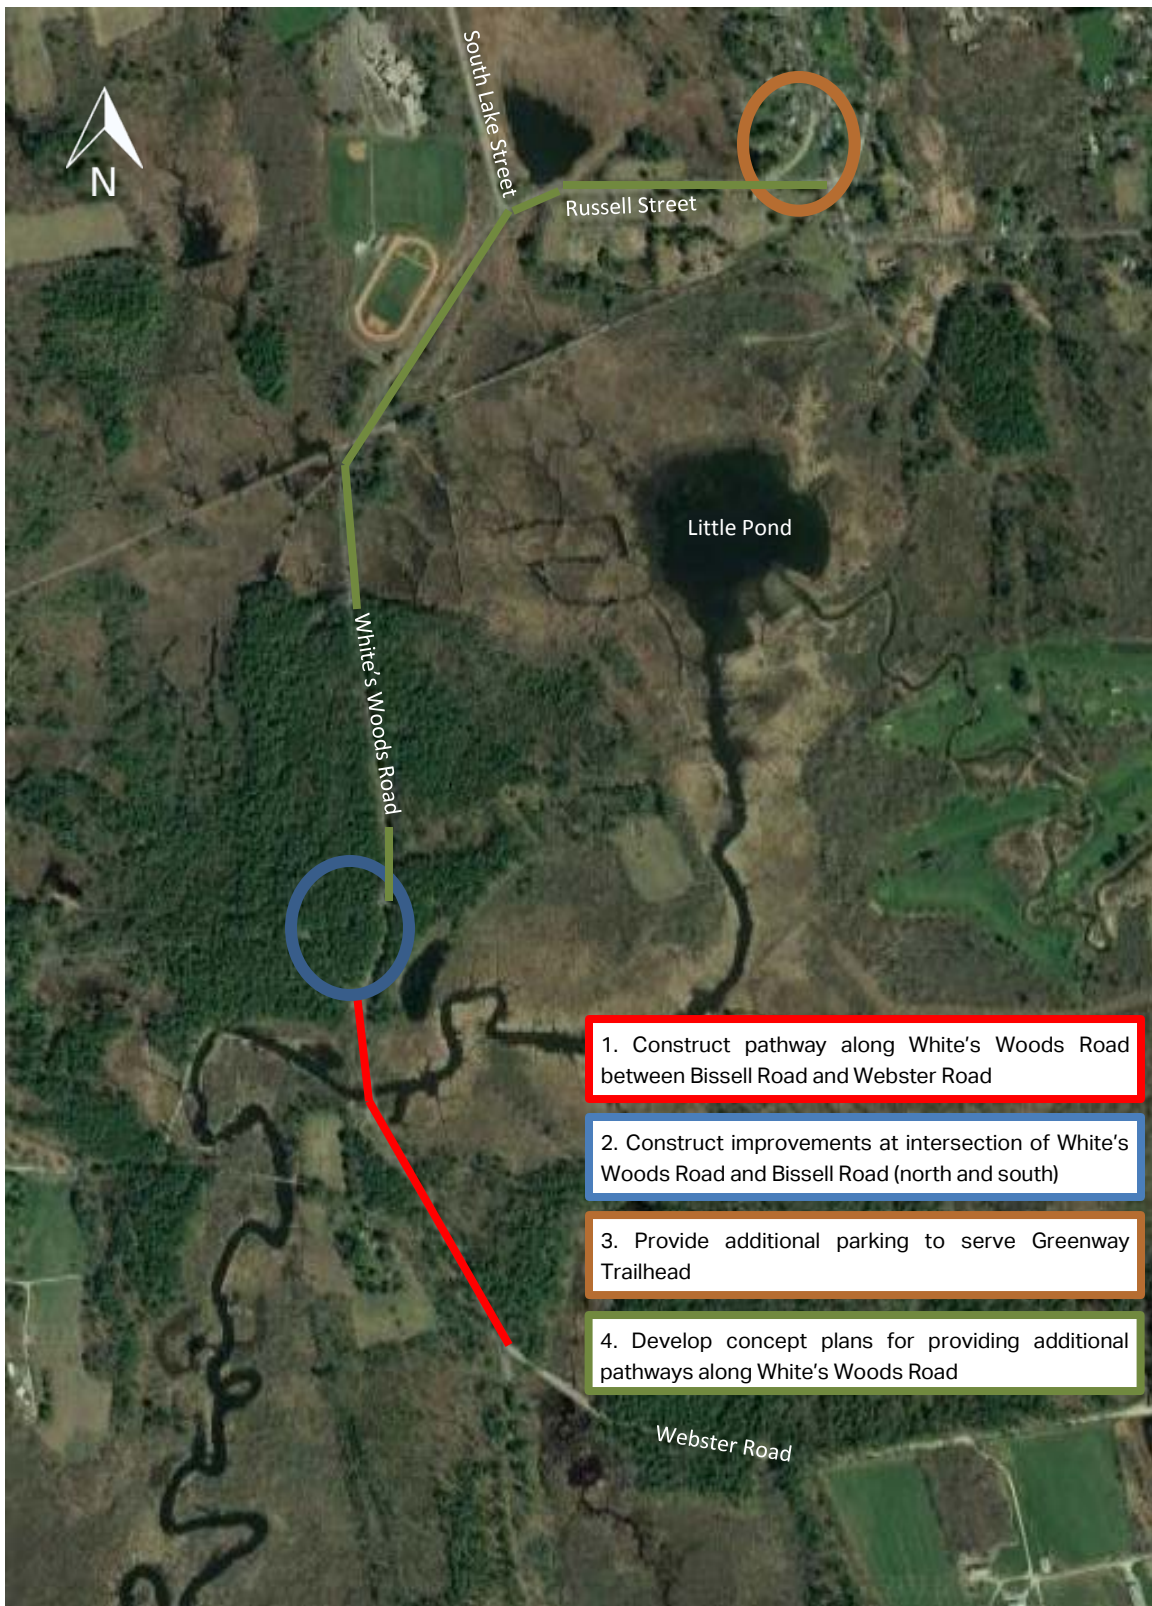 South Lake Street
N
Russell Street
Little Pond
White's Woods Road
1. Construct pathway along White's Woods Road
between Bissell Road and Webster Road
2. Construct improvements at intersection of White's
Woods Road and Bissell Road (north and south)
3. Provide additional parking to serve Greenway
Trailhead
4. Develop concept plans for providing additional
pathways along White's Woods Road
Webster Road